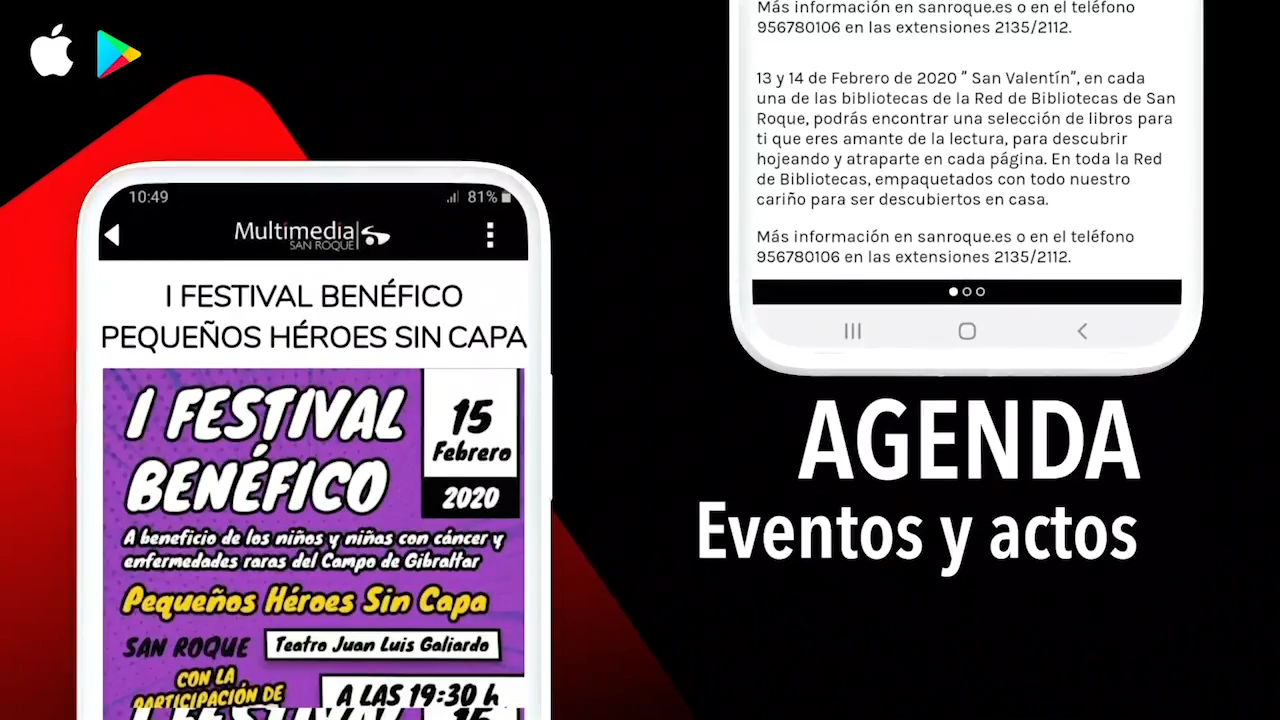 10:49
81%
Multimedia
SAN ROQUE
I FESTIVAL BENÉFICO
PEQUEÑOS HÉROES SIN CAPA
I FESTIVAL
BENÉFICO
15
Febrero
2020
A beneficio de los niños y niñas con cáncer y
enfermedades raras del Campo de Gibraltar
Pequeños Héroes Sin Capa
SAN ROQUE
Teatro Juan Luis Galiardo
CON LA
PARTICIPACIÓN DE
A LAS 19:30 h
I FESTIVAL
15
Más información en sanroque.es o en el teléfono
956780106 en las extensiones 2135/2112.
13 y 14 de Febrero de 2020 " San Valentín", en cada
una de las bibliotecas de la Red de Bibliotecas de San
Roque, podrás encontrar una selección de libros para
ti que eres amante de la lectura, para descubrir
hojeando y atraparte en cada página. En toda la Red
de Bibliotecas, empaquetados con todo nuestro
cariño para ser descubiertos en casa.
Más información en sanroque.es o en el teléfono
956780106 en las extensiones 2135/2112.
AGENDA
Eventos y actos